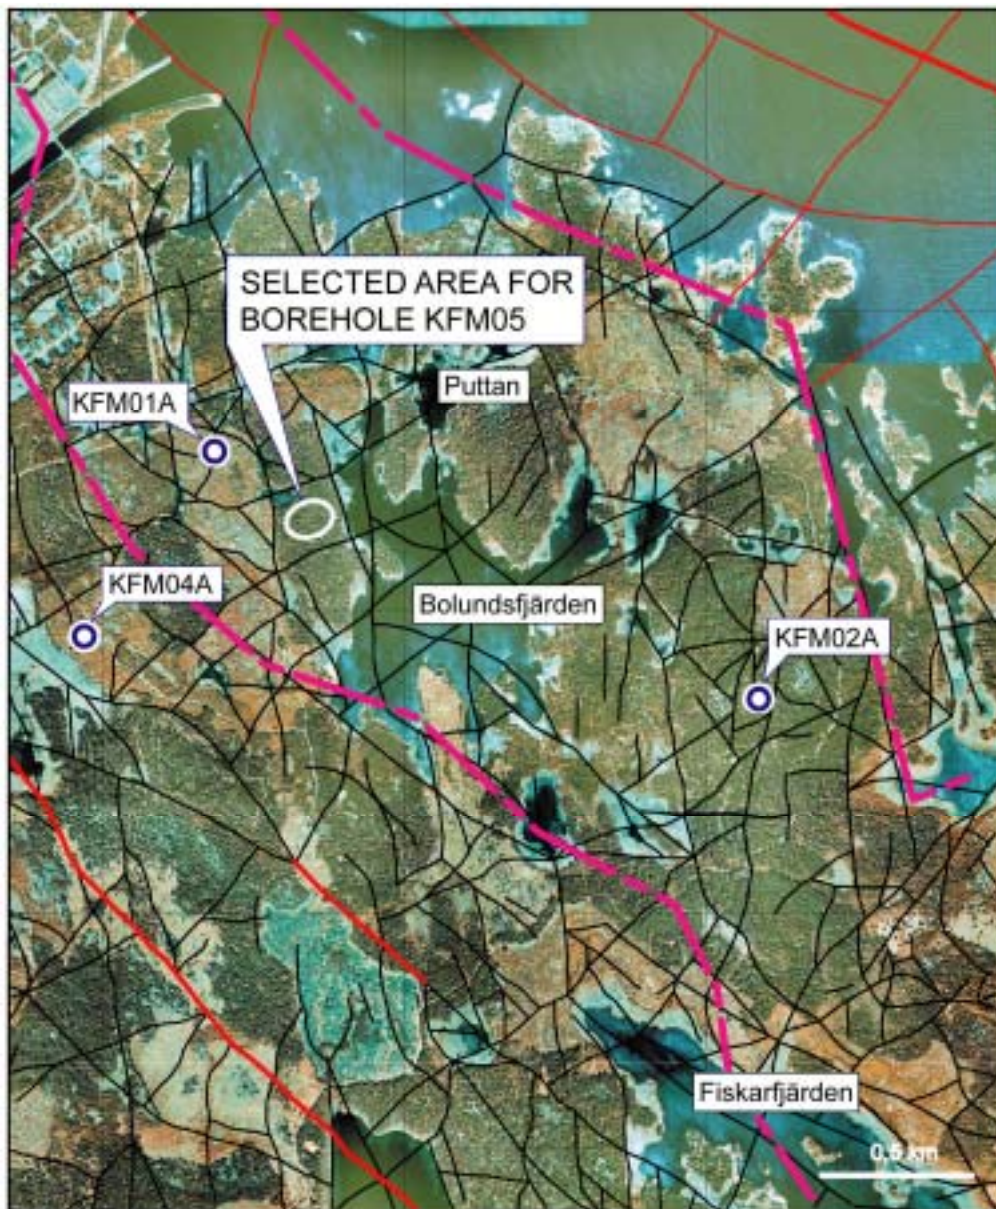 SELECTED AREA FOR
BOREHOLE KFM05
Puttan
KFM01A
KFM04A
Bolundsfjärden
KFM02A
Fiskarfjärden
0.5 km